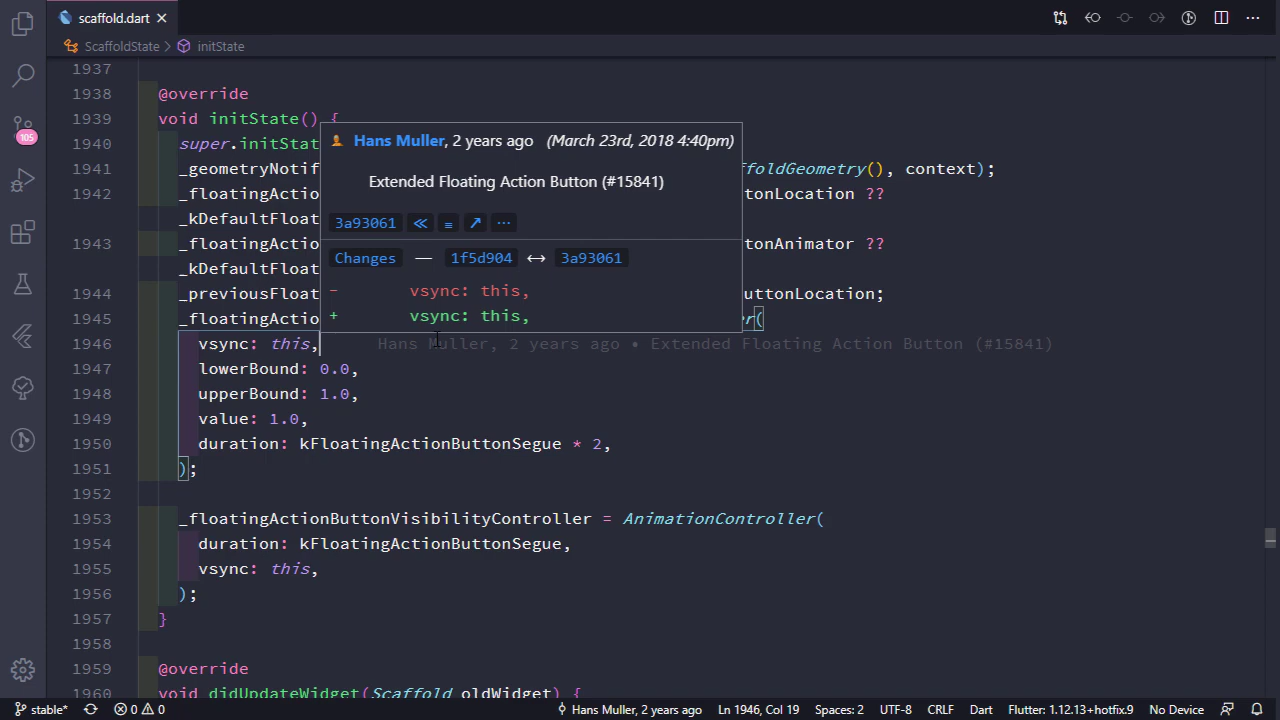 scaffold.dart
ScaffoldState > initState
105
1937
1938 @override
1939 void initState() {
1940 super.initStat
1941 _geometryNotif ffoldGeometry(), context);
1942 _floatingActio tonLocation ??
_kDefaultFloat
1943 _floatingActio tonAnimator ??
_kDefaultFloat
1944 _previousFloat uttonLocation;
1945 _floatingActio er(
Hans Muller, 2 years ago (March 23rd, 2018 4:40pm)
Extended Floating Action Button (#15841)
3a93061 ≪ ≡ ↗ ···
Changes — 1f5d904 ↔ 3a93061
- vsync: this,
+ vsync: this,
1946 vsync: this, Hans Muller, 2 years ago • Extended Floating Action Button (#15841)
1947 lowerBound: 0.0,
1948 upperBound: 1.0,
1949 value: 1.0,
1950 duration: kFloatingActionButtonSegue * 2,
1951 );
1952
1953 _floatingActionButtonVisibilityController = AnimationController(
1954 duration: kFloatingActionButtonSegue,
1955 vsync: this,
1956 );
1957 }
1958
1959 @override
1960 void didUpdateWidget(Scaffold oldWidget) {
stable* 0 0 Hans Muller, 2 years ago Ln 1946, Col 19 Spaces: 2 UTF-8 CRLF Dart Flutter: 1.12.13+hotfix.9 No Device